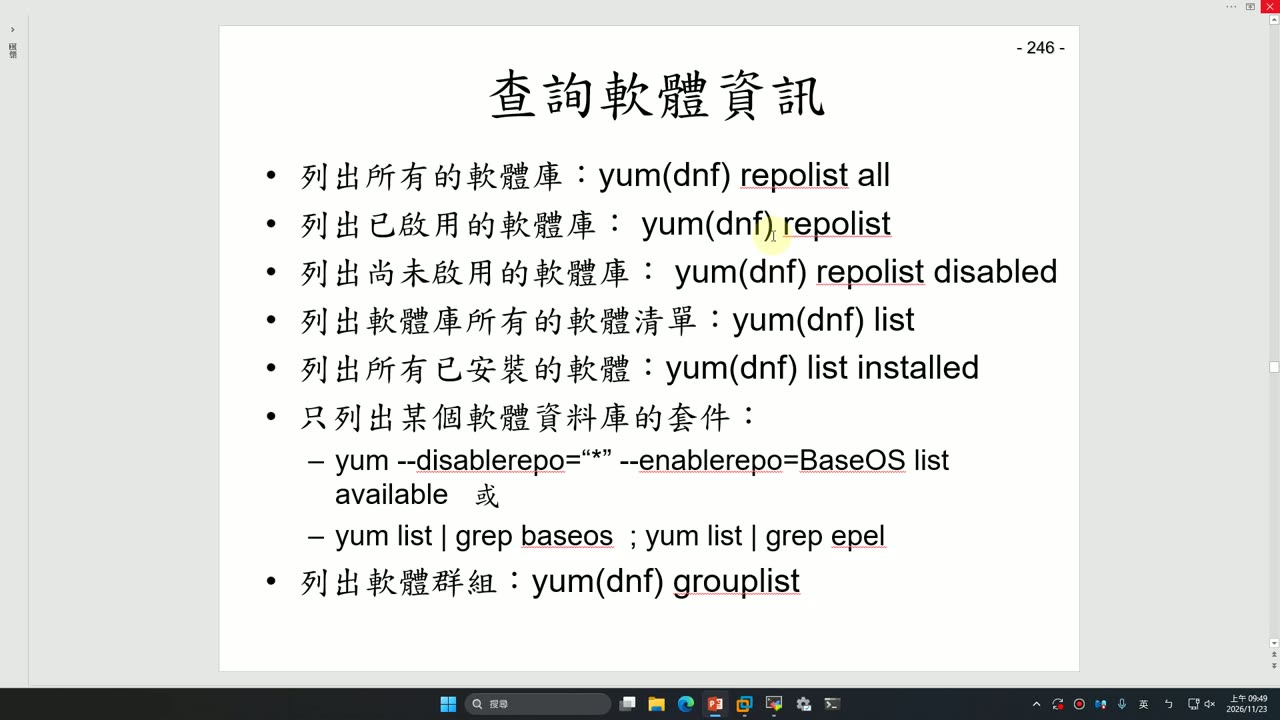 - 246 -
查詢軟體資訊
• 列出所有的軟體庫：yum(dnf) repolist all
• 列出已啟用的軟體庫： yum(dnf) repolist
• 列出尚未啟用的軟體庫： yum(dnf) repolist disabled
• 列出軟體庫所有的軟體清單：yum(dnf) list
• 列出所有已安裝的軟體：yum(dnf) list installed
• 只列出某個軟體資料庫的套件：
– yum --disablerepo=“*” --enablerepo=BaseOS list
available 或
– yum list | grep baseos ; yum list | grep epel
• 列出軟體群組：yum(dnf) grouplist
搜尋
英
ㄅ
上午 09:49
2026/11/23